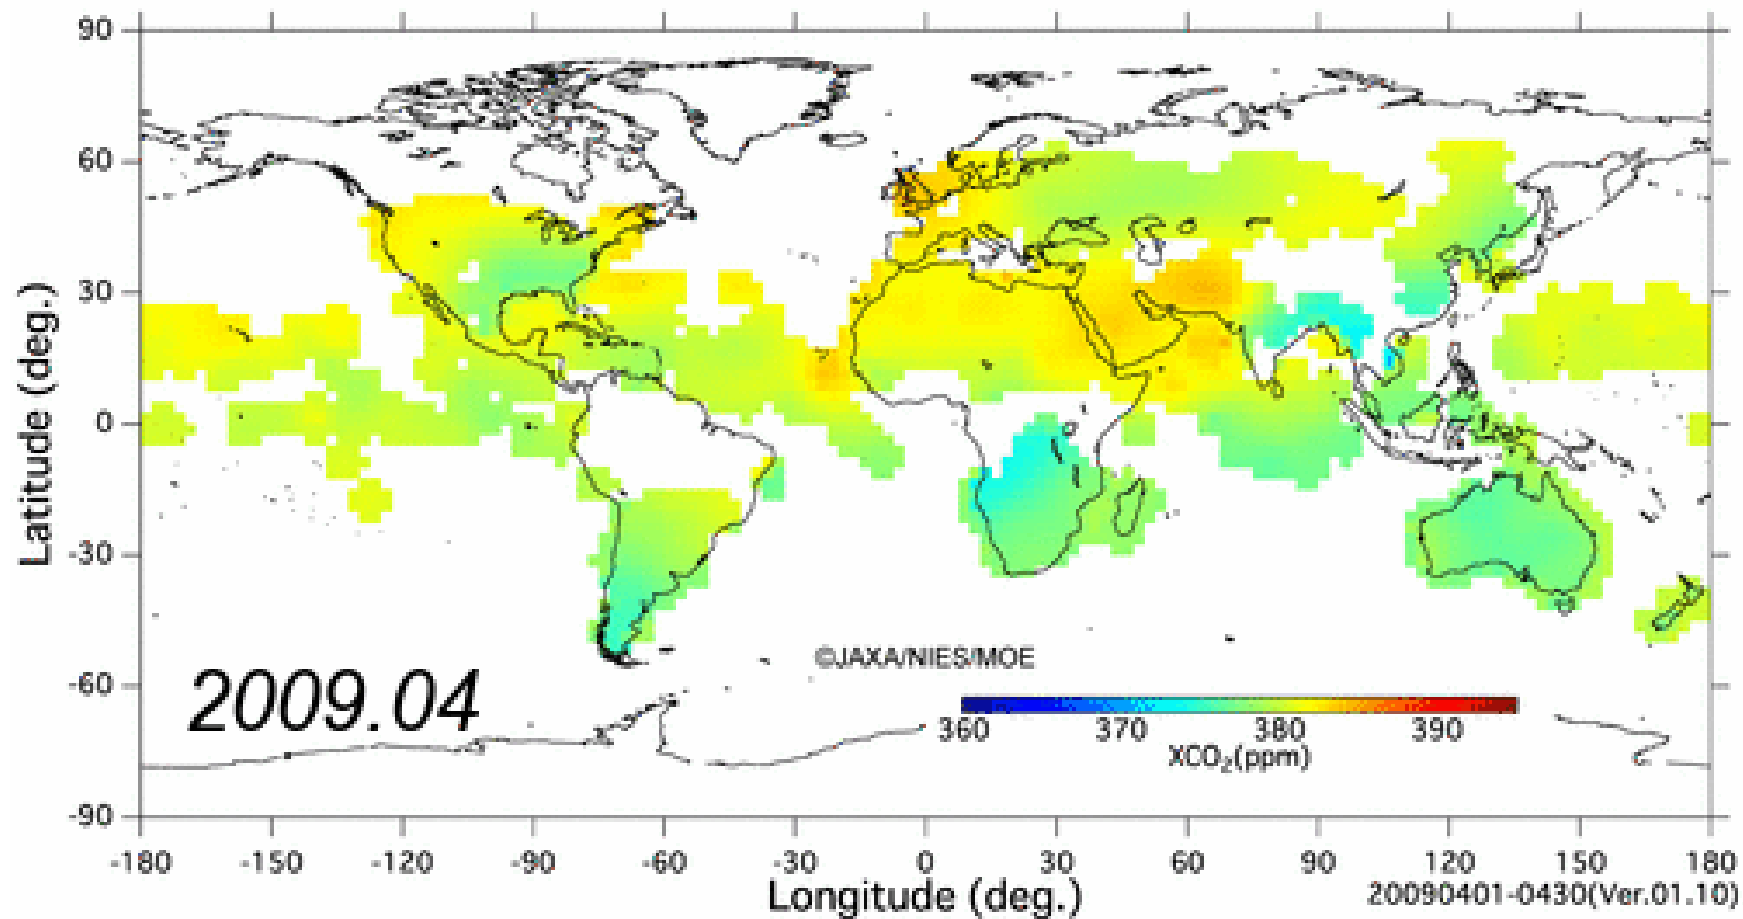 90
60
30
0
-30
-60
-90
Latitude (deg.)
©JAXA/NIES/MOE
2009.04
360 370 380 390
XCO₂(ppm)
-180 -150 -120 -90 -60 -30 0 30 60 90 120 150 180
Longitude (deg.)
20090401-0430(Ver.01.10)